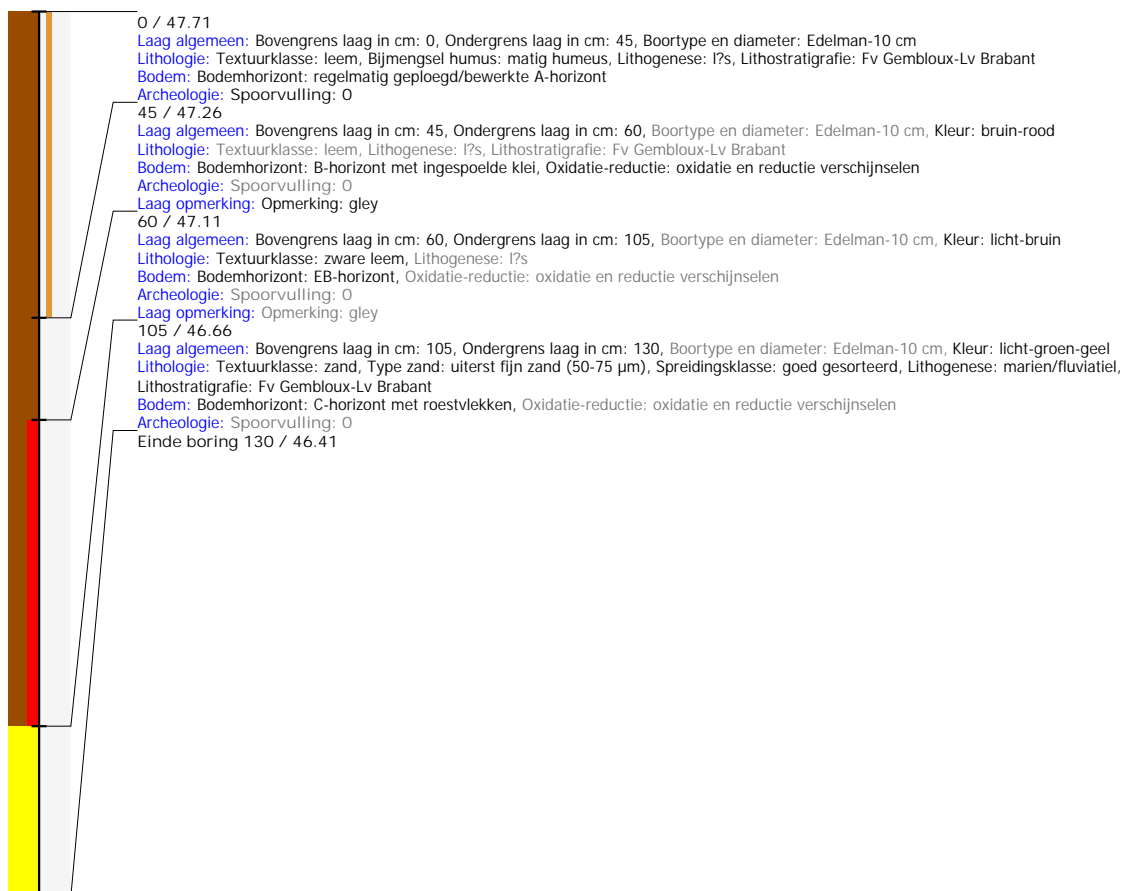 0 / 47.71
Laag algemeen: Bovengrens laag in cm: 0, Ondergrens laag in cm: 45, Boortype en diameter: Edelman-10 cm
Lithologie: Textuurklasse: leem, Bijmengsel humus: matig humeus, Lithogenese: l?s, Lithostratigrafie: Fv Gembloux-Lv Brabant
Bodem: Bodemhorizont: regelmatig geploegd/bewerkte A-horizont
Archeologie: Spoorvulling: 0
45 / 47.26
Laag algemeen: Bovengrens laag in cm: 45, Ondergrens laag in cm: 60, Boortype en diameter: Edelman-10 cm, Kleur: bruin-rood
Lithologie: Textuurklasse: leem, Lithogenese: l?s, Lithostratigrafie: Fv Gembloux-Lv Brabant
Bodem: Bodemhorizont: B-horizont met ingespoelde klei, Oxidatie-reductie: oxidatie en reductie verschijnselen
Archeologie: Spoorvulling: 0
Laag opmerking: Opmerking: gley
60 / 47.11
Laag algemeen: Bovengrens laag in cm: 60, Ondergrens laag in cm: 105, Boortype en diameter: Edelman-10 cm, Kleur: licht-bruin
Lithologie: Textuurklasse: zware leem, Lithogenese: l?s
Bodem: Bodemhorizont: EB-horizont, Oxidatie-reductie: oxidatie en reductie verschijnselen
Archeologie: Spoorvulling: 0
Laag opmerking: Opmerking: gley
105 / 46.66
Laag algemeen: Bovengrens laag in cm: 105, Ondergrens laag in cm: 130, Boortype en diameter: Edelman-10 cm, Kleur: licht-groen-geel
Lithologie: Textuurklasse: zand, Type zand: uiterst fijn zand (50-75 µm), Spreidingsklasse: goed gesorteerd, Lithogenese: marien/fluviatiel,
Lithostratigrafie: Fv Gembloux-Lv Brabant
Bodem: Bodemhorizont: C-horizont met roestvlekken, Oxidatie-reductie: oxidatie en reductie verschijnselen
Archeologie: Spoorvulling: 0
Einde boring 130 / 46.41